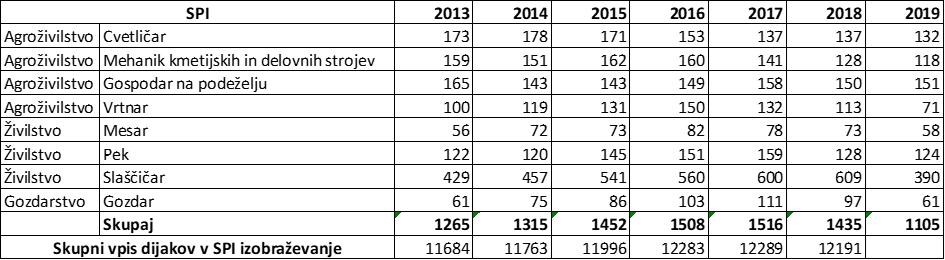 SPI 2013 2014 2015 2016 2017 2018 2019
Agroživilstvo Cvetličar 173 178 171 153 137 137 132
Agroživilstvo Mehanik kmetijskih in delovnih strojev 159 151 162 160 141 128 118
Agroživilstvo Gospodar na podeželju 165 143 143 149 158 150 151
Agroživilstvo Vrtnar 100 119 131 150 132 113 71
Živilstvo Mesar 56 72 73 82 78 73 58
Živilstvo Pek 122 120 145 151 159 128 124
Živilstvo Slaščičar 429 457 541 560 600 609 390
Gozdarstvo Gozdar 61 75 86 103 111 97 61
Skupaj 1265 1315 1452 1508 1516 1435 1105
Skupni vpis dijakov v SPI izobraževanje 11684 11763 11996 12283 12289 12191